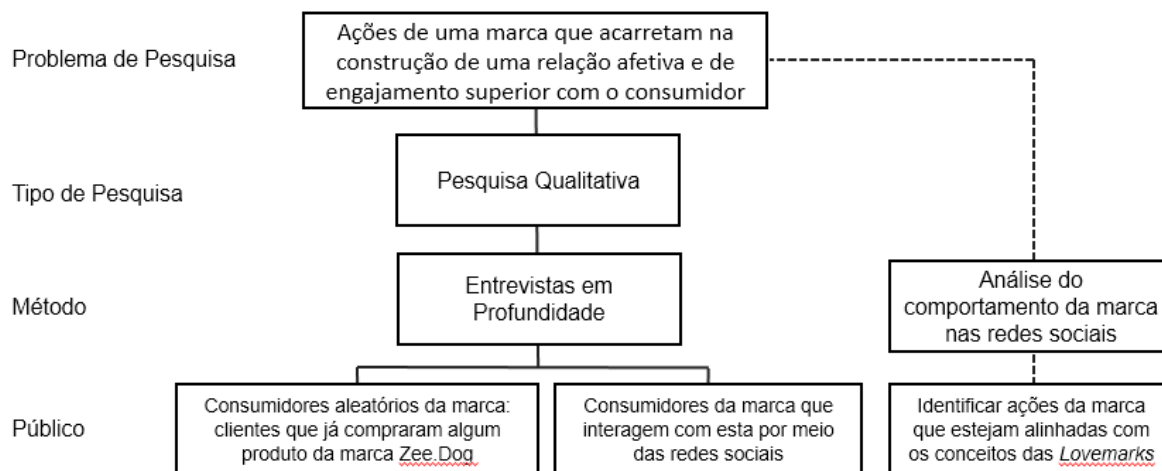 Problema de Pesquisa
Ações de uma marca que acarretam na
construção de uma relação afetiva e de
engajamento superior com o consumidor
Tipo de Pesquisa
Pesquisa Qualitativa
Método
Entrevistas em
Profundidade
Análise do
comportamento da marca
nas redes sociais
Público
Consumidores aleatórios da marca:
clientes que já compraram algum
produto da marca Zee.Dog
Consumidores da marca que
interagem com esta por meio
das redes sociais
Identificar ações da marca
que estejam alinhadas com
os conceitos das Lovemarks